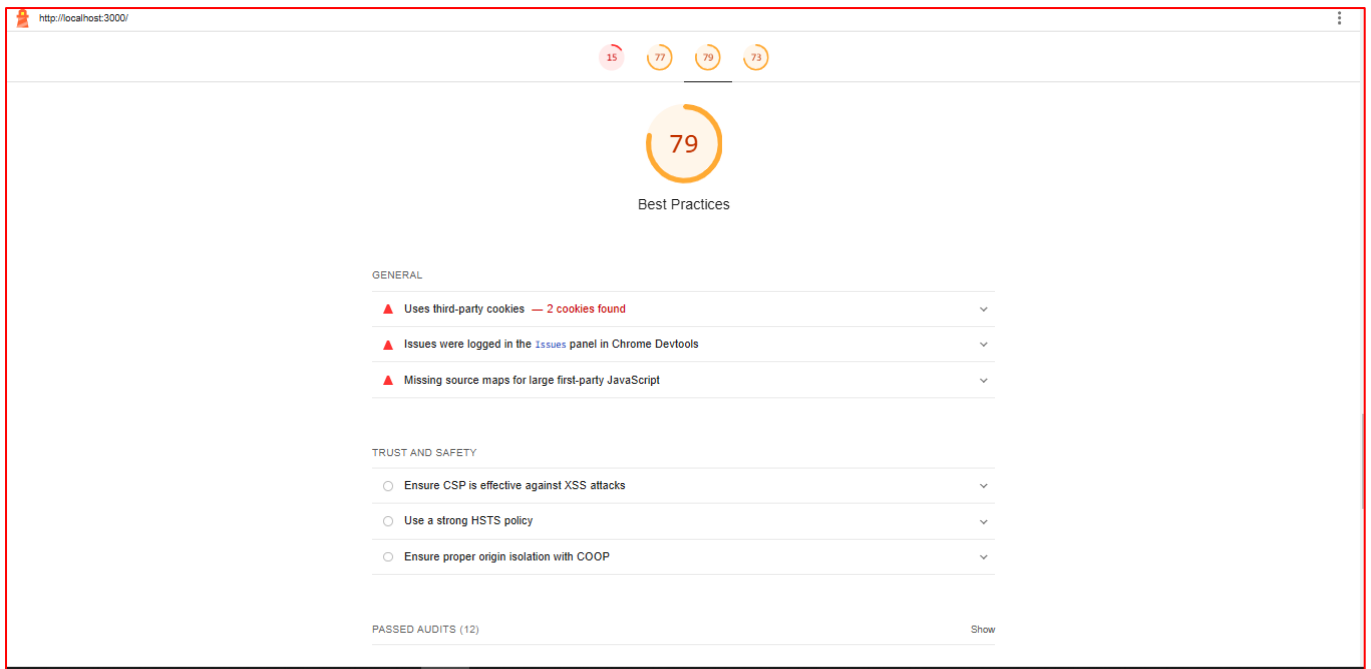 http://localhost:3000/
15 77 79 73
79
Best Practices
GENERAL
Uses third-party cookies — 2 cookies found
Issues were logged in the Issues panel in Chrome Devtools
Missing source maps for large first-party JavaScript
TRUST AND SAFETY
Ensure CSP is effective against XSS attacks
Use a strong HSTS policy
Ensure proper origin isolation with COOP
PASSED AUDITS (12) Show